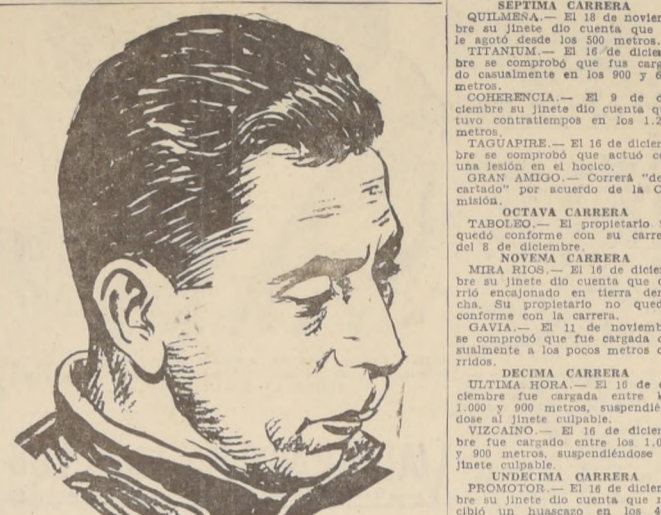 SEPTIMA CARRERA
QUILMEÑA.— El 18 de noviem
bre su jinete dio cuenta que
le agotó desde los 500 metros.
TITANIUM.— El 16 de diciem
bre se comprobó que fue carga
do casualmente en los 900 y 6
metros.
COHERENCIA.— El 9 de d
ciembre su jinete dio cuenta q
tuvo contratiempos en los 1.2
metros.
TAGUAPIRE.— El 16 de diciem
bre se comprobó que actuó co
una lesión en el hocico.
GRAN AMIGO.— Correrá "de
cartado" por acuerdo de la C
misión.
OCTAVA CARRERA
TABOLEO.— El propietario
quedó conforme con su carre
del 8 de diciembre.
NOVENA CARRERA
MIRA RIOS.— El 16 de diciem
bre su jinete dio cuenta que c
rrió encajonado en tierra der
cha. Su propietario no qued
conforme con la carrera.
GAVIA.— El 11 de noviemb
se comprobó que fue cargada c
sualmente a los pocos metros
rridos.
DECIMA CARRERA
ULTIMA HORA.— El 16 de
ciembre fue cargada entre
1.000 y 900 metros, suspendié
dose al jinete culpable.
VIZCAINO.— El 16 de diciem
bre fue cargado entre los 1.0
y 900 metros, suspendiéndose
jinete culpable.
UNDECIMA CARRERA
PROMOTOR.— El 16 de diciem
bre su jinete dio cuenta que r
cibió un huascazo en los 4